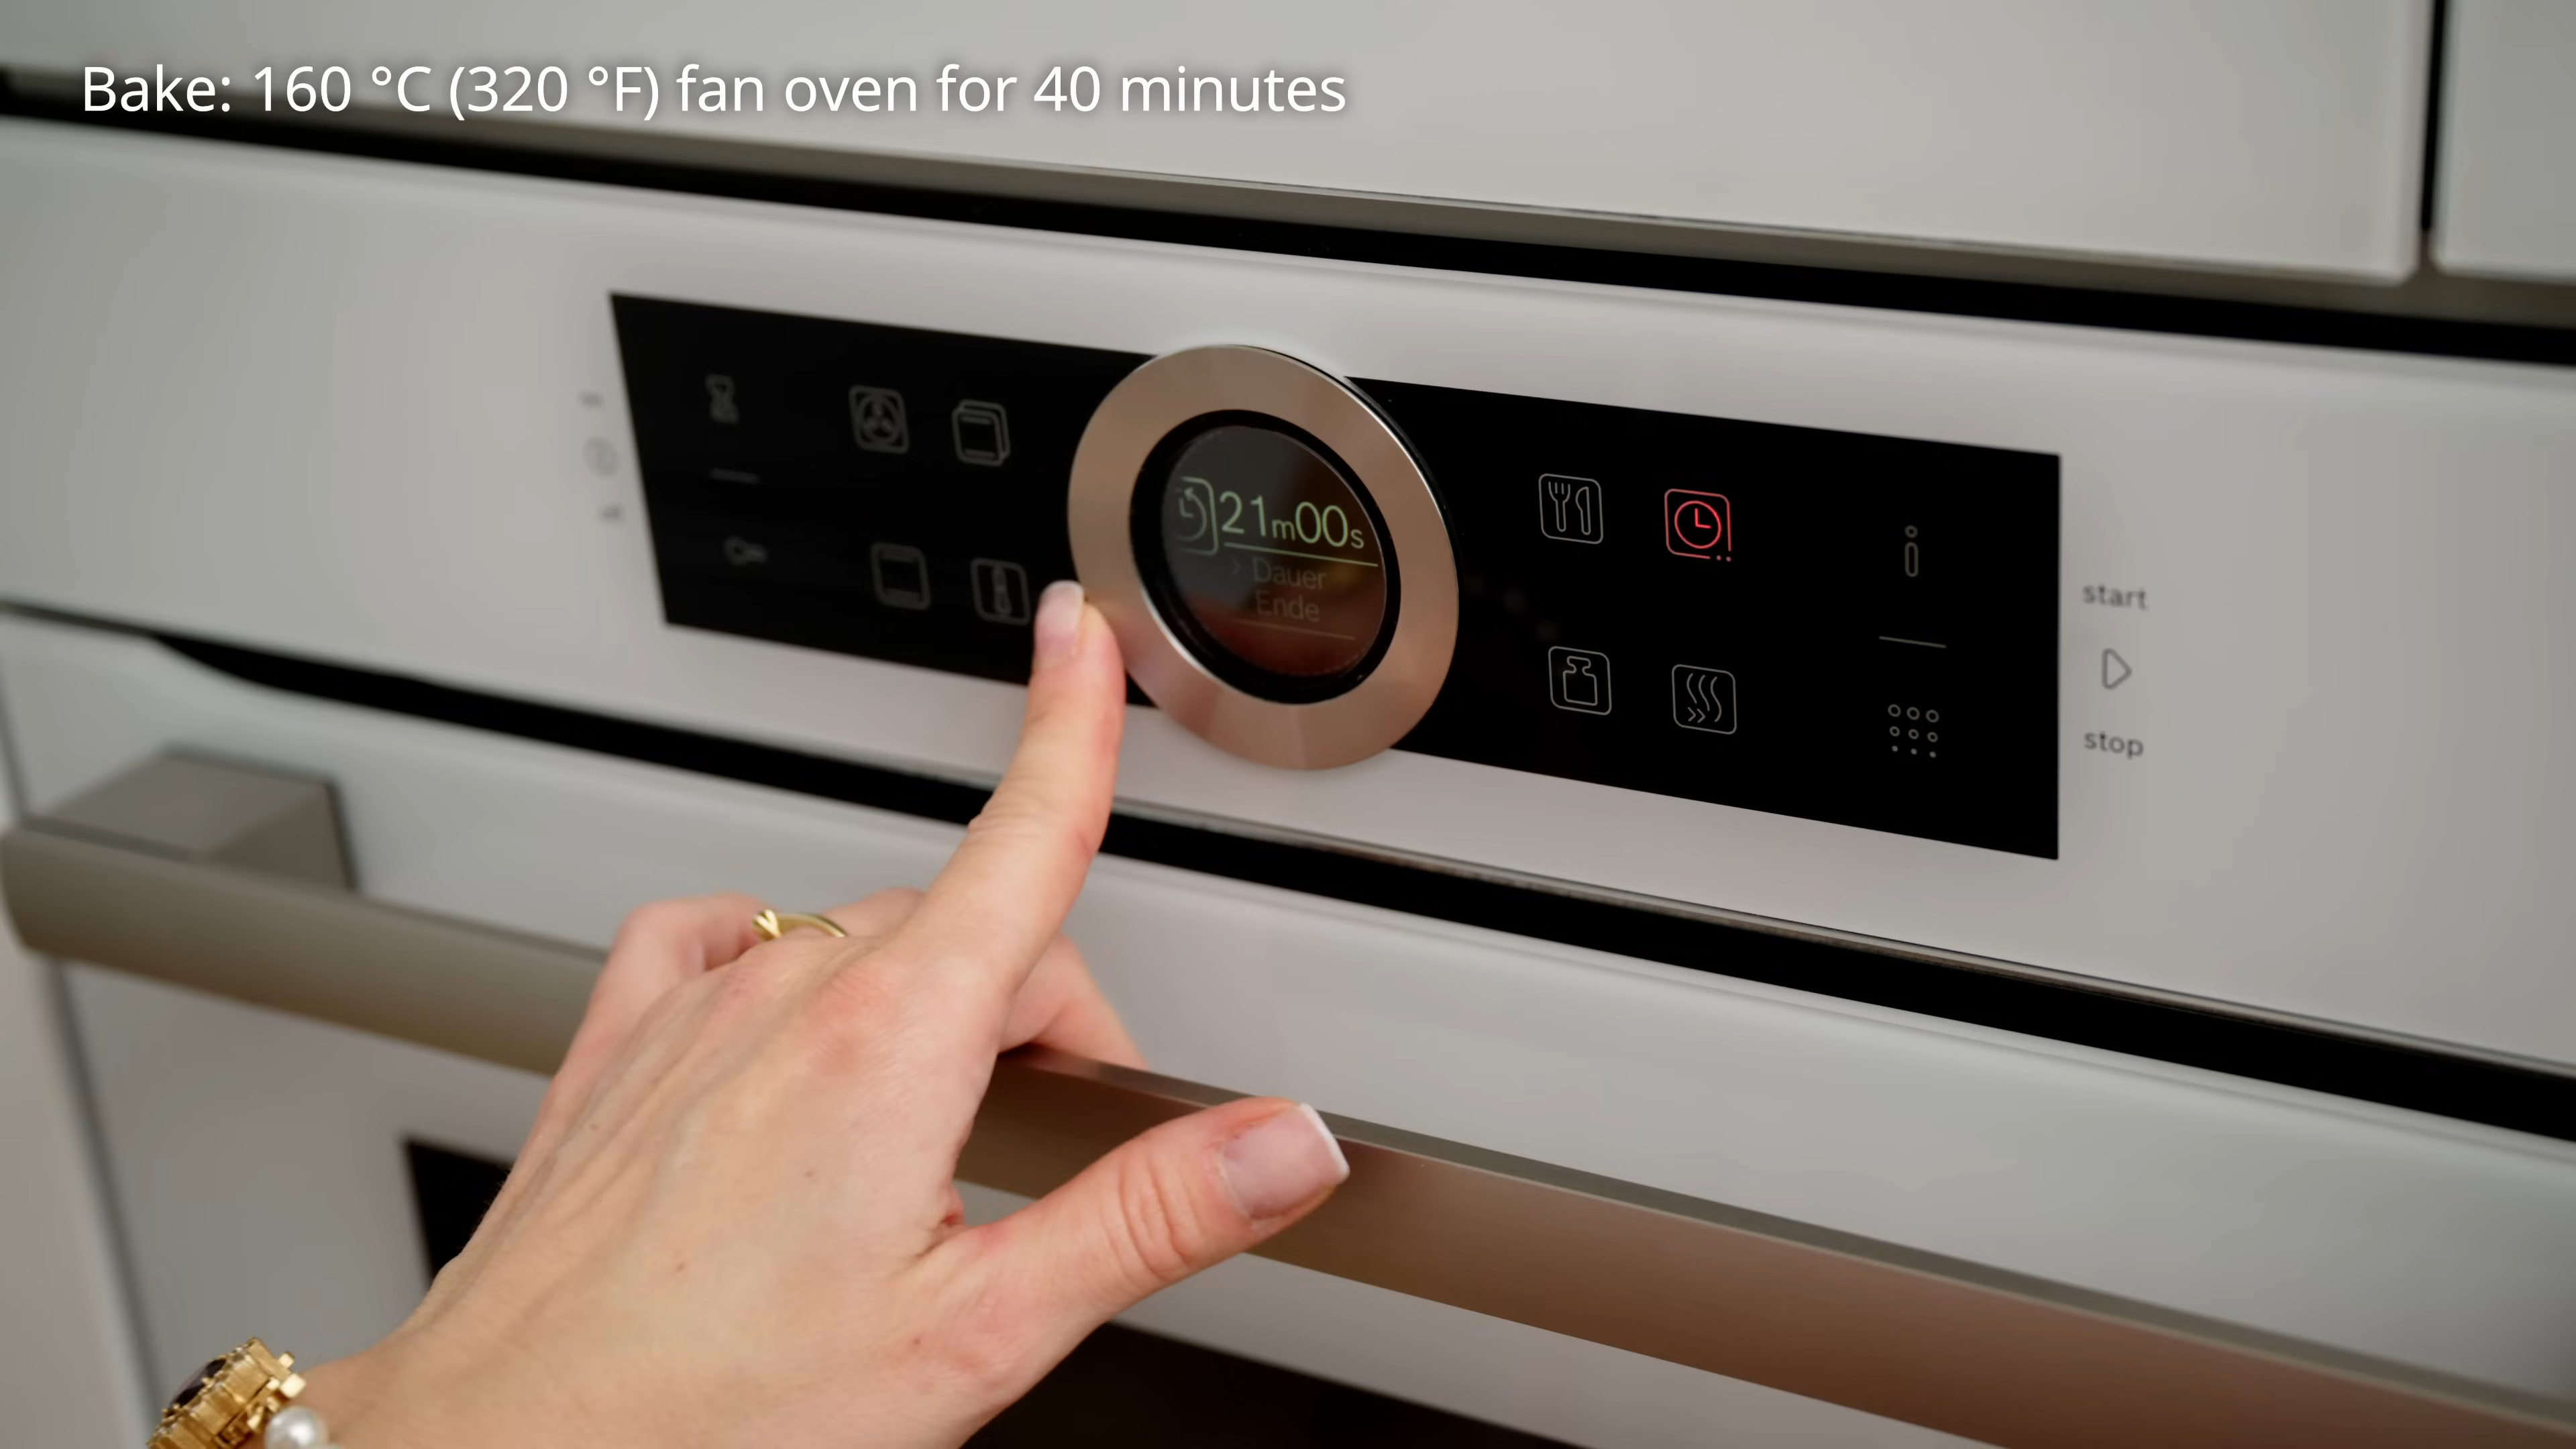 Bake: 160 °C (320 °F) fan oven for 40 minutes
21m00s
› Dauer
Ende
start
stop